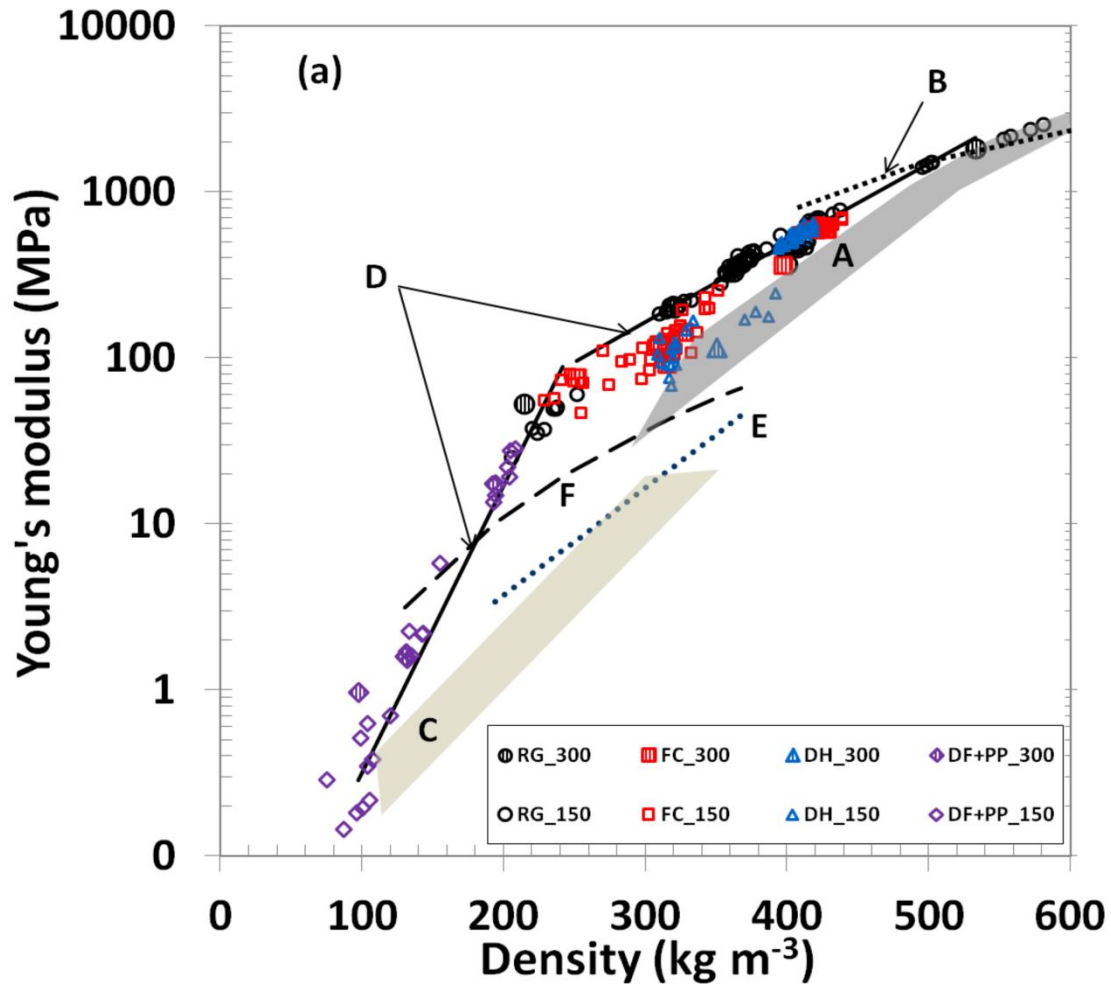 (a)
Young's modulus (MPa)
10000
1000
100
10
1
0
A
B
C
D
E
F
RG_300 FC_300 DH_300 DF+PP_300
RG_150 FC_150 DH_150 DF+PP_150
0 100 200 300 400 500 600
Density (kg m-3)